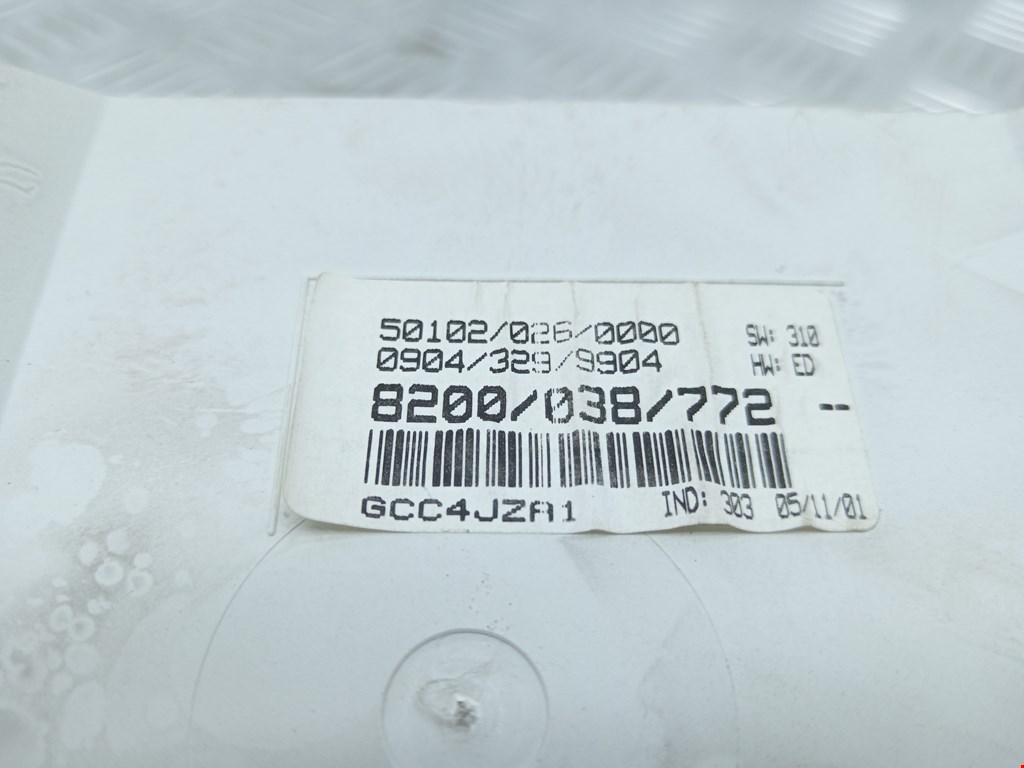 50102/026/0000
0904/329/9904
8200/038/772 --
SW: 310
HW: ED
GCC4JZA1
IND: 303 05/11/01